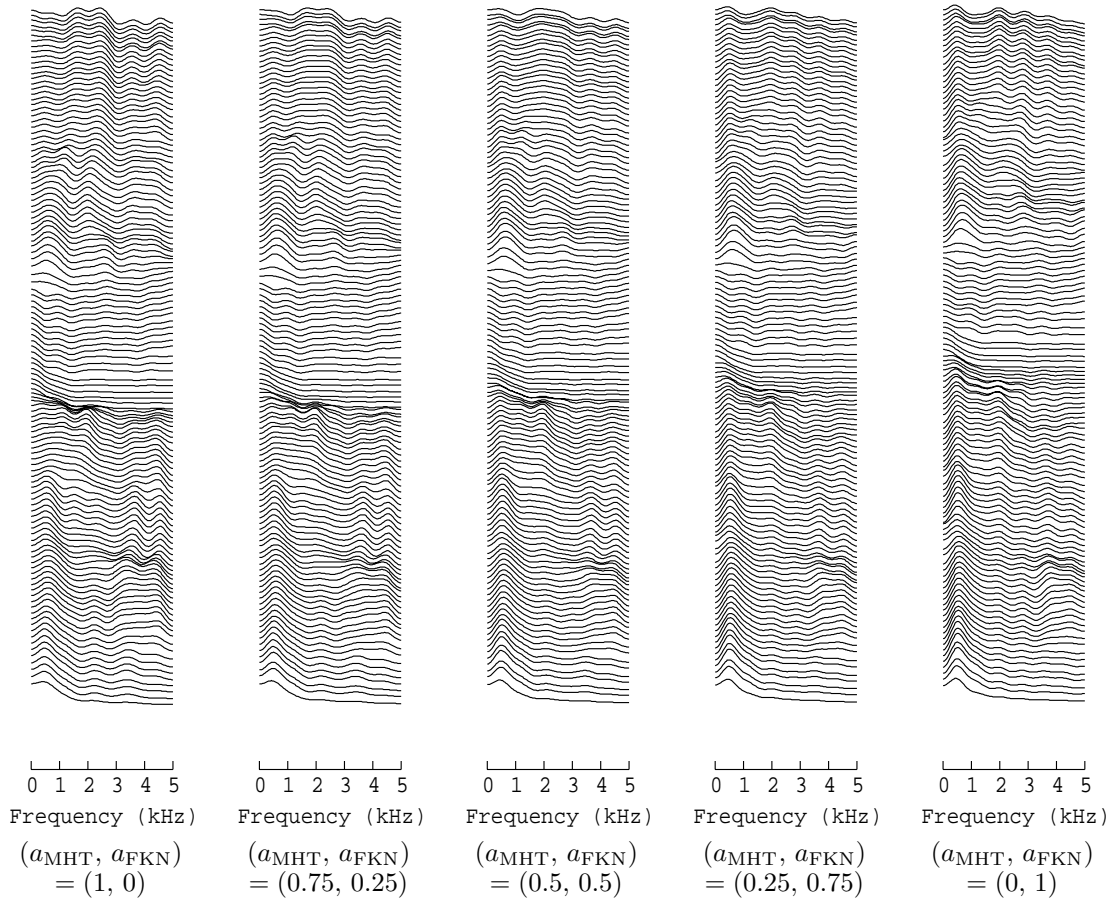 0 1 2 3 4 5 0 1 2 3 4 5 0 1 2 3 4 5 0 1 2 3 4 5 0 1 2 3 4 5
Frequency (kHz) Frequency (kHz) Frequency (kHz) Frequency (kHz) Frequency (kHz)
(a_MHT, a_FKN) (a_MHT, a_FKN) (a_MHT, a_FKN) (a_MHT, a_FKN) (a_MHT, a_FKN)
= (1, 0) = (0.75, 0.25) = (0.5, 0.5) = (0.25, 0.75) = (0, 1)